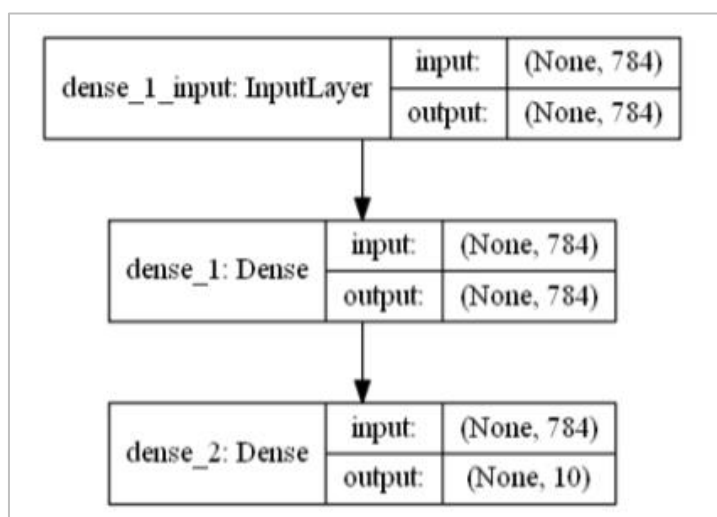 dense_1_input: InputLayer
input: (None, 784)
output: (None, 784)
dense_1: Dense
input: (None, 784)
output: (None, 784)
dense_2: Dense
input: (None, 784)
output: (None, 10)